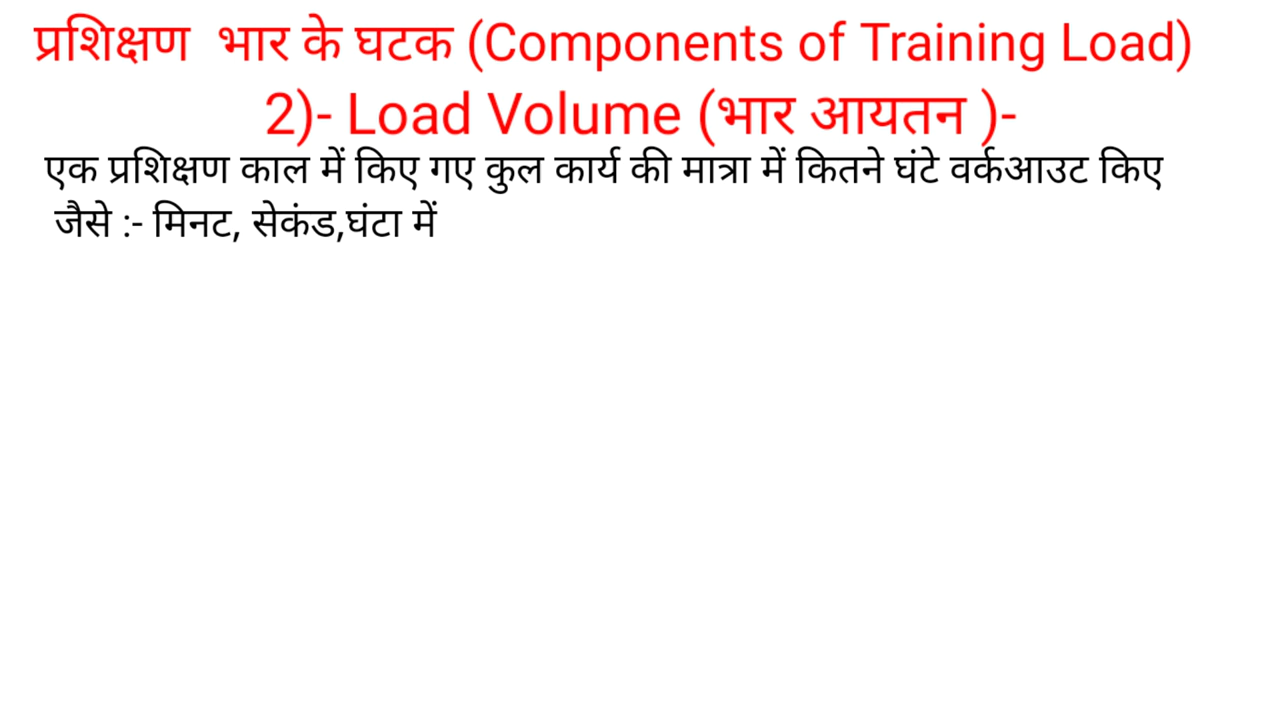 प्रशिक्षण भार के घटक (Components of Training Load)
2)- Load Volume (भार आयतन )-
एक प्रशिक्षण काल में किए गए कुल कार्य की मात्रा में कितने घंटे वर्कआउट किए
जैसे :- मिनट, सेकंड,घंटा में